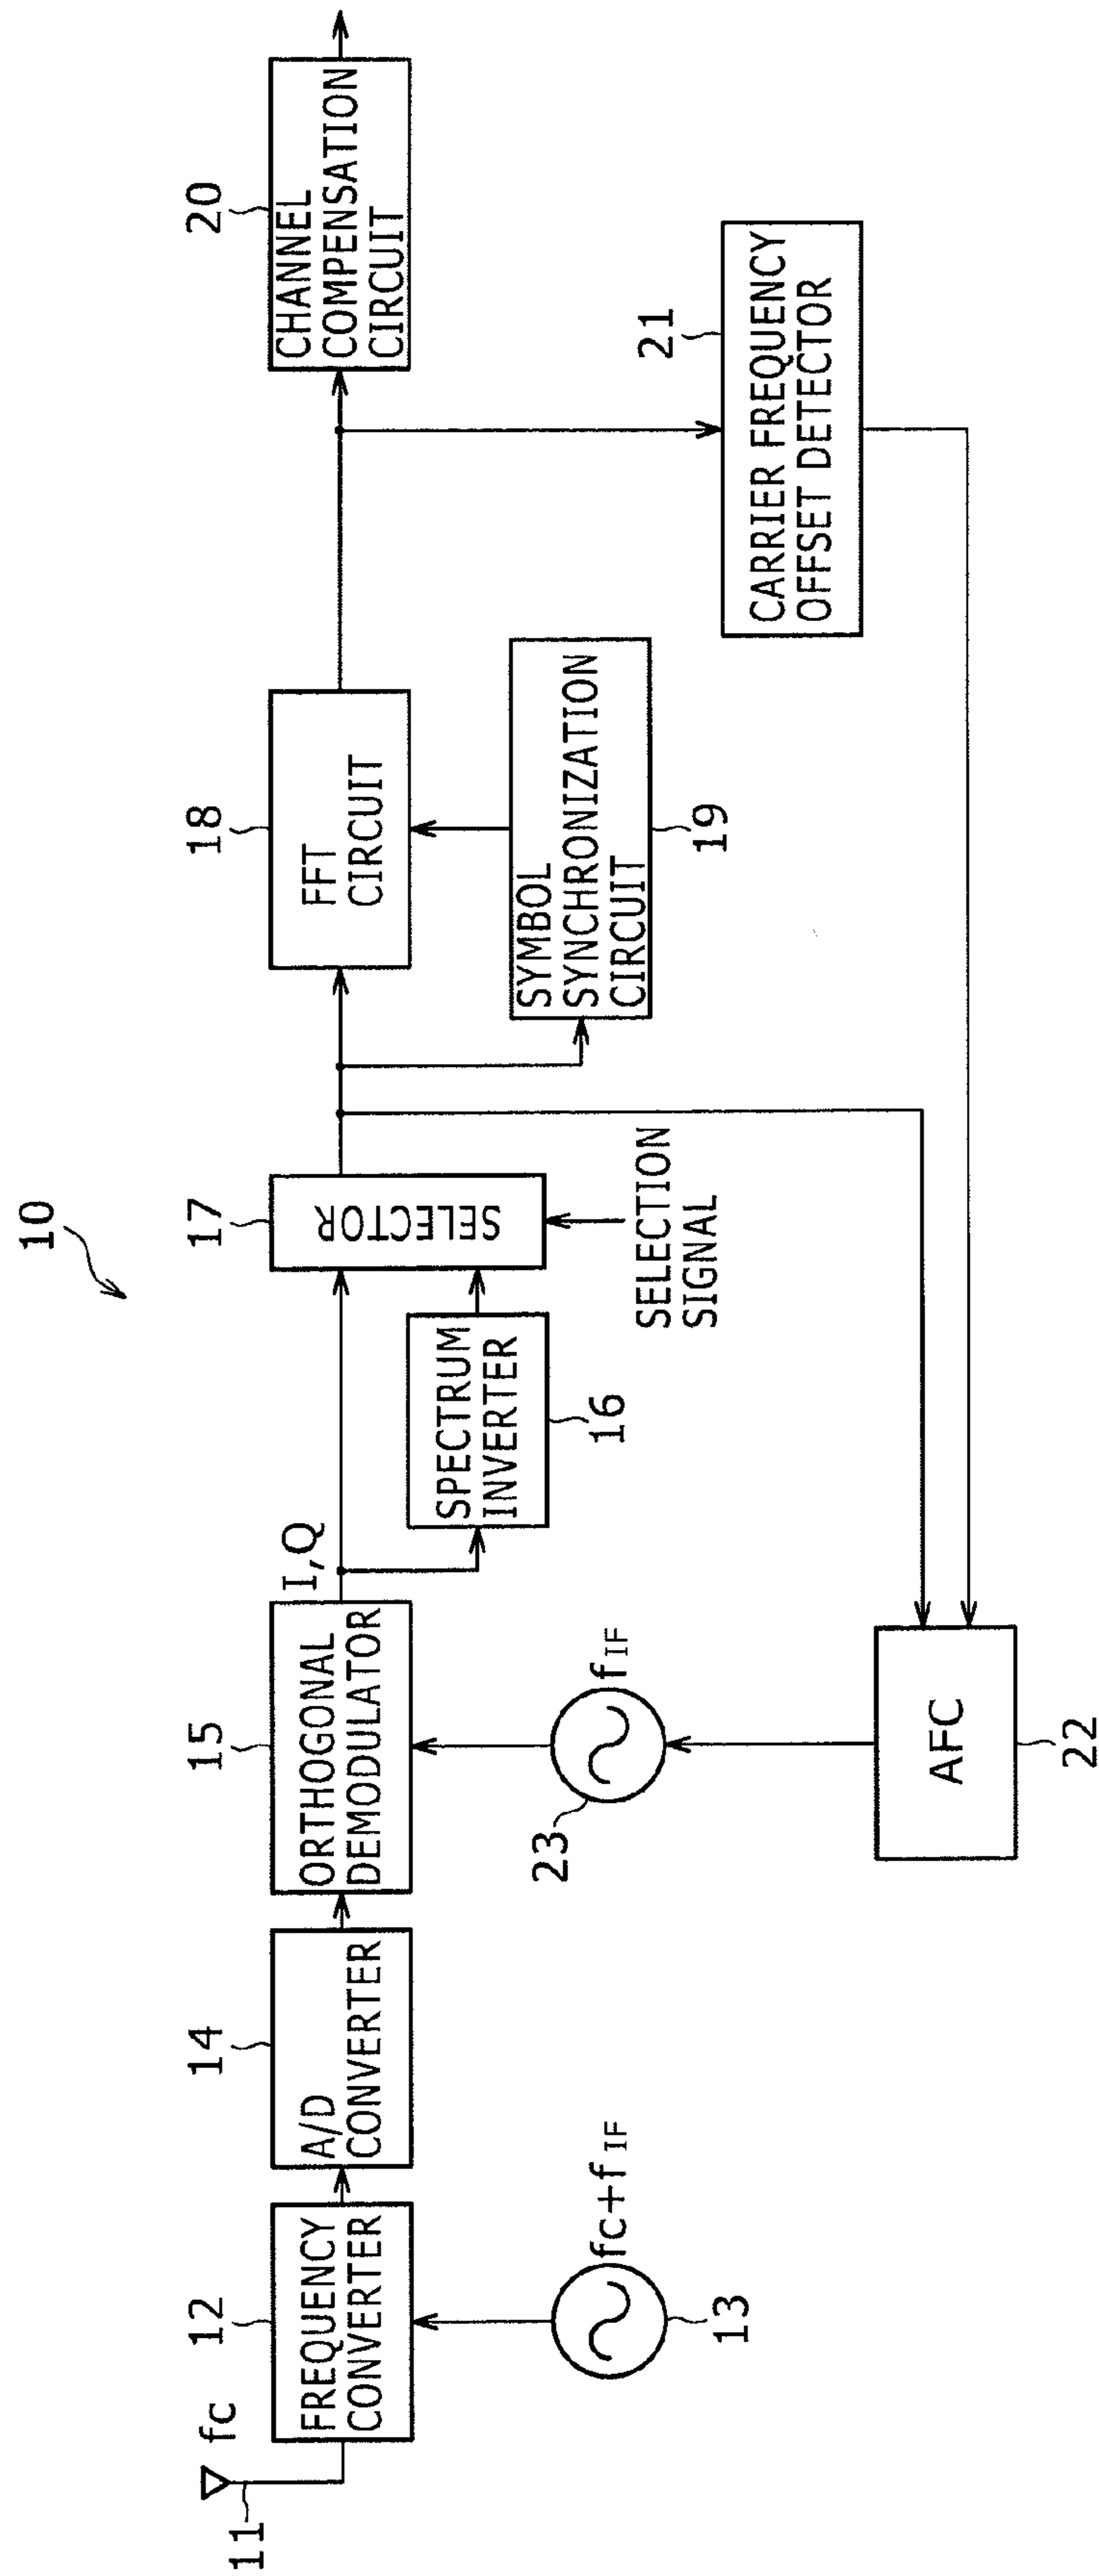 10
11
fc
12
FREQUENCY
CONVERTER
fc+fIF
13
14
A/D
CONVERTER
15
ORTHOGONAL
DEMODULATOR
I,Q
23
fIF
SPECTRUM
INVERTER
16
17
SELECTOR
SELECTION
SIGNAL
18
FFT
CIRCUIT
SYMBOL
SYNCHRONIZATION
CIRCUIT
19
20
CHANNEL
COMPENSATION
CIRCUIT
21
CARRIER FREQUENCY
OFFSET DETECTOR
AFC
22